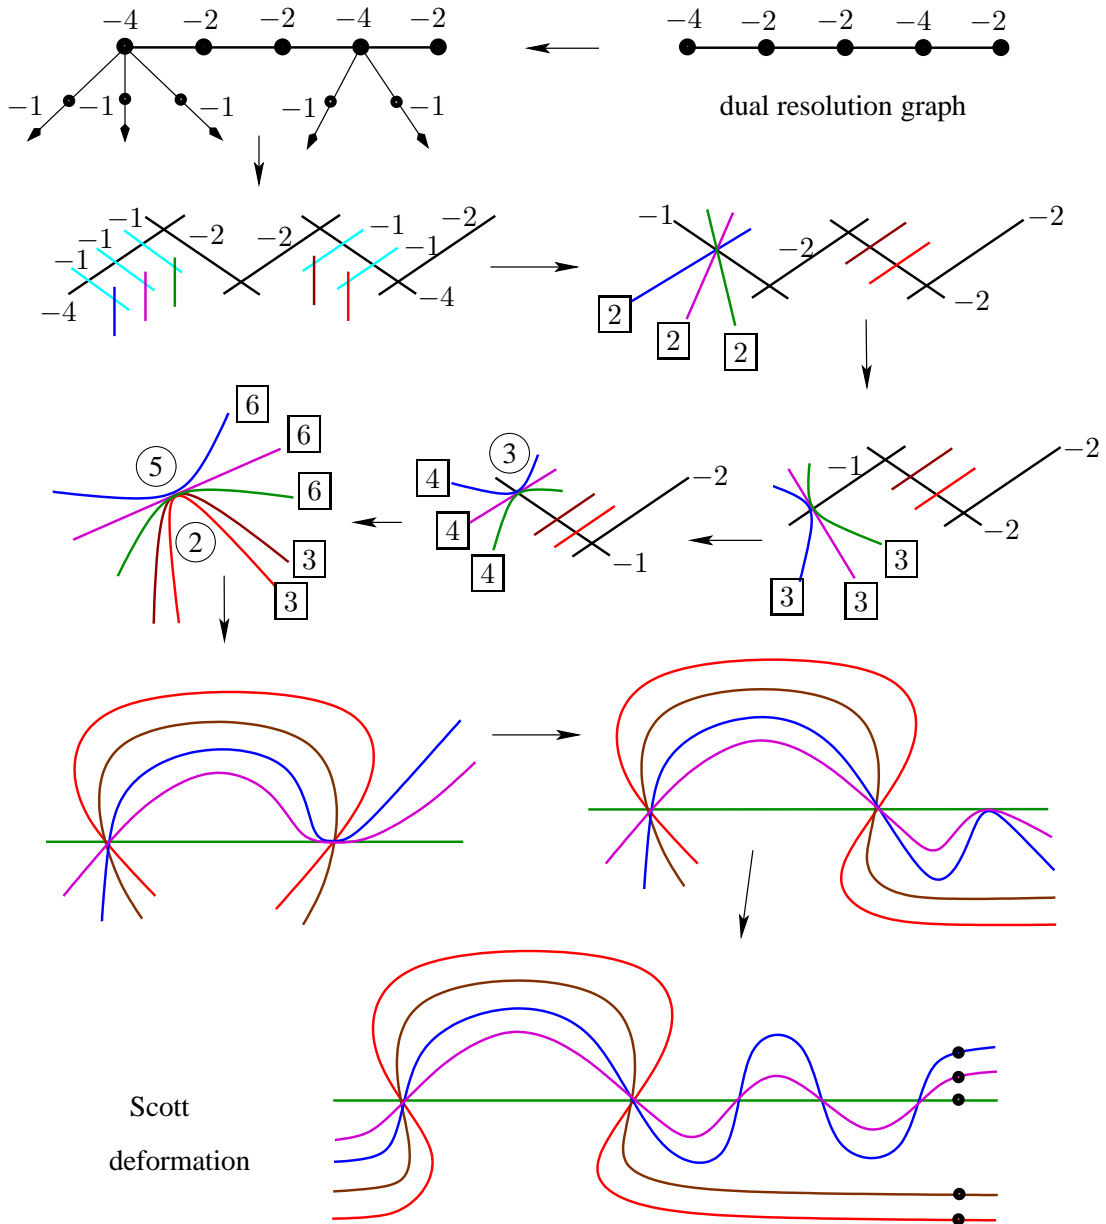 −4 −2 −2 −4 −2
−4 −2 −2 −4 −2
−1 −1 −1 −1 −1
dual resolution graph
−1 −1 −1 −4 −2 −2 −1 −1 −2 −4
−1 −2 −2 −2
2 2 2
6 6 6 5 2 3 3
4 3 4 4 −2 −1
−1 −2 −2 3 3 3
Scott
deformation